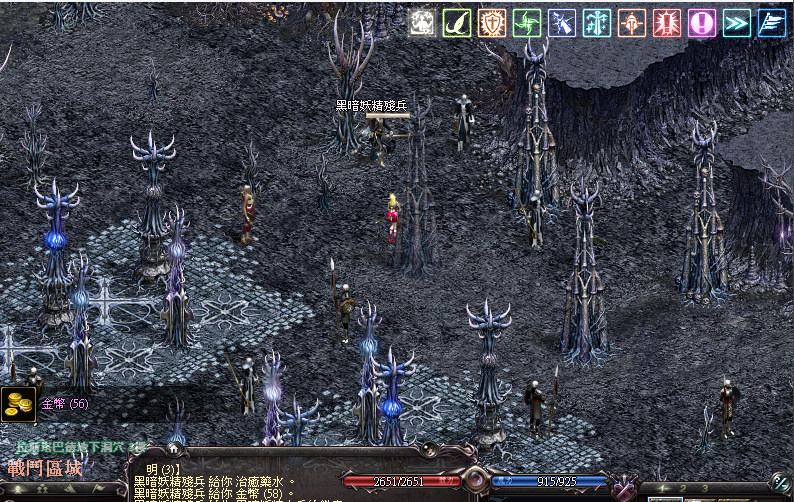 黑暗妖精殘兵
金幣 (56)
戰鬥區域
明 (3)】
黑暗妖精殘兵 給你 治癒藥水 。
黑暗妖精殘兵 給你 金幣 (58) 。
2651/2651
915/925
2 3